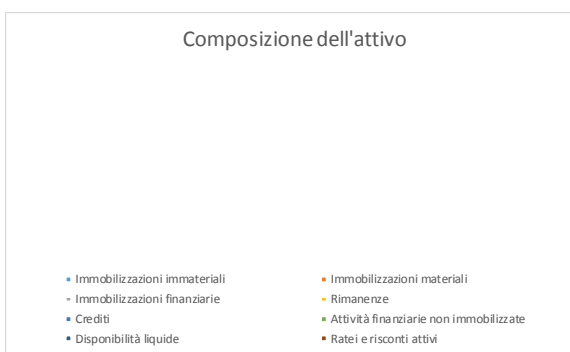 Composizione dell'attivo
Immobilizzazioni immateriali
Immobilizzazioni materiali
Immobilizzazioni finanziarie
Rimanenze
Crediti
Attività finanziarie non immobilizzate
Disponibilità liquide
Ratei e risconti attivi